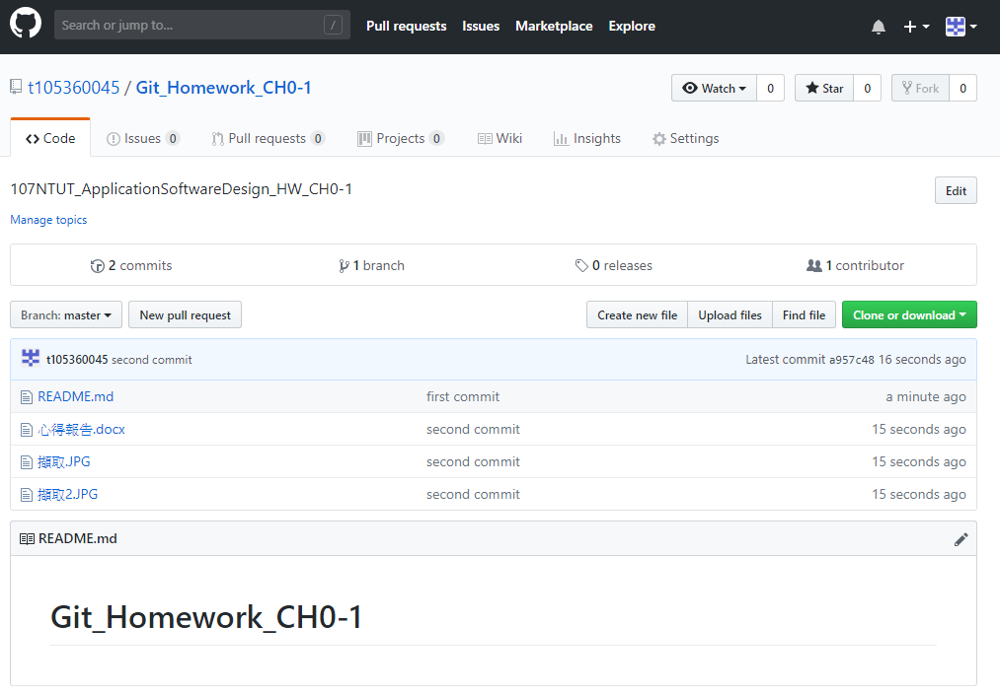 Search or jump to... /
Pull requests Issues Marketplace Explore
t105360045 / Git_Homework_CH0-1
Watch 0 Star 0 Fork 0
Code Issues 0 Pull requests 0 Projects 0 Wiki Insights Settings
107NTUT_ApplicationSoftwareDesign_HW_CH0-1
Edit
Manage topics
2 commits 1 branch 0 releases 1 contributor
Branch: master New pull request Create new file Upload files Find file Clone or download
t105360045 second commit Latest commit a957c48 16 seconds ago
README.md first commit a minute ago
心得報告.docx second commit 15 seconds ago
擷取.JPG second commit 15 seconds ago
擷取2.JPG second commit 15 seconds ago
README.md
Git_Homework_CH0-1